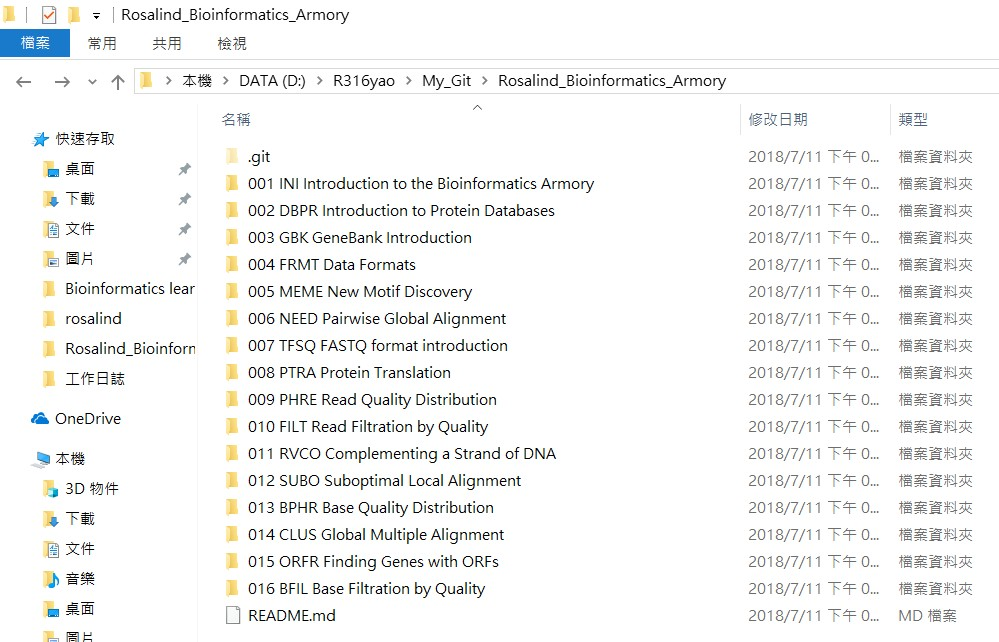 Rosalind_Bioinformatics_Armory
檔案 常用 共用 檢視
本機 DATA (D:) R316yao My_Git Rosalind_Bioinformatics_Armory
快速存取
桌面
下載
文件
圖片
Bioinformatics lear
rosalind
Rosalind_Bioinforn
工作日誌
OneDrive
本機
3D 物件
下載
文件
音樂
桌面
圖片
名稱 修改日期 類型
.git 2018/7/11 下午 0... 檔案資料夾
001 INI Introduction to the Bioinformatics Armory 2018/7/11 下午 0... 檔案資料夾
002 DBPR Introduction to Protein Databases 2018/7/11 下午 0... 檔案資料夾
003 GBK GeneBank Introduction 2018/7/11 下午 0... 檔案資料夾
004 FRMT Data Formats 2018/7/11 下午 0... 檔案資料夾
005 MEME New Motif Discovery 2018/7/11 下午 0... 檔案資料夾
006 NEED Pairwise Global Alignment 2018/7/11 下午 0... 檔案資料夾
007 TFSQ FASTQ format introduction 2018/7/11 下午 0... 檔案資料夾
008 PTRA Protein Translation 2018/7/11 下午 0... 檔案資料夾
009 PHRE Read Quality Distribution 2018/7/11 下午 0... 檔案資料夾
010 FILT Read Filtration by Quality 2018/7/11 下午 0... 檔案資料夾
011 RVCO Complementing a Strand of DNA 2018/7/11 下午 0... 檔案資料夾
012 SUBO Suboptimal Local Alignment 2018/7/11 下午 0... 檔案資料夾
013 BPHR Base Quality Distribution 2018/7/11 下午 0... 檔案資料夾
014 CLUS Global Multiple Alignment 2018/7/11 下午 0... 檔案資料夾
015 ORFR Finding Genes with ORFs 2018/7/11 下午 0... 檔案資料夾
016 BFIL Base Filtration by Quality 2018/7/11 下午 0... 檔案資料夾
README.md 2018/7/11 下午 0... MD 檔案